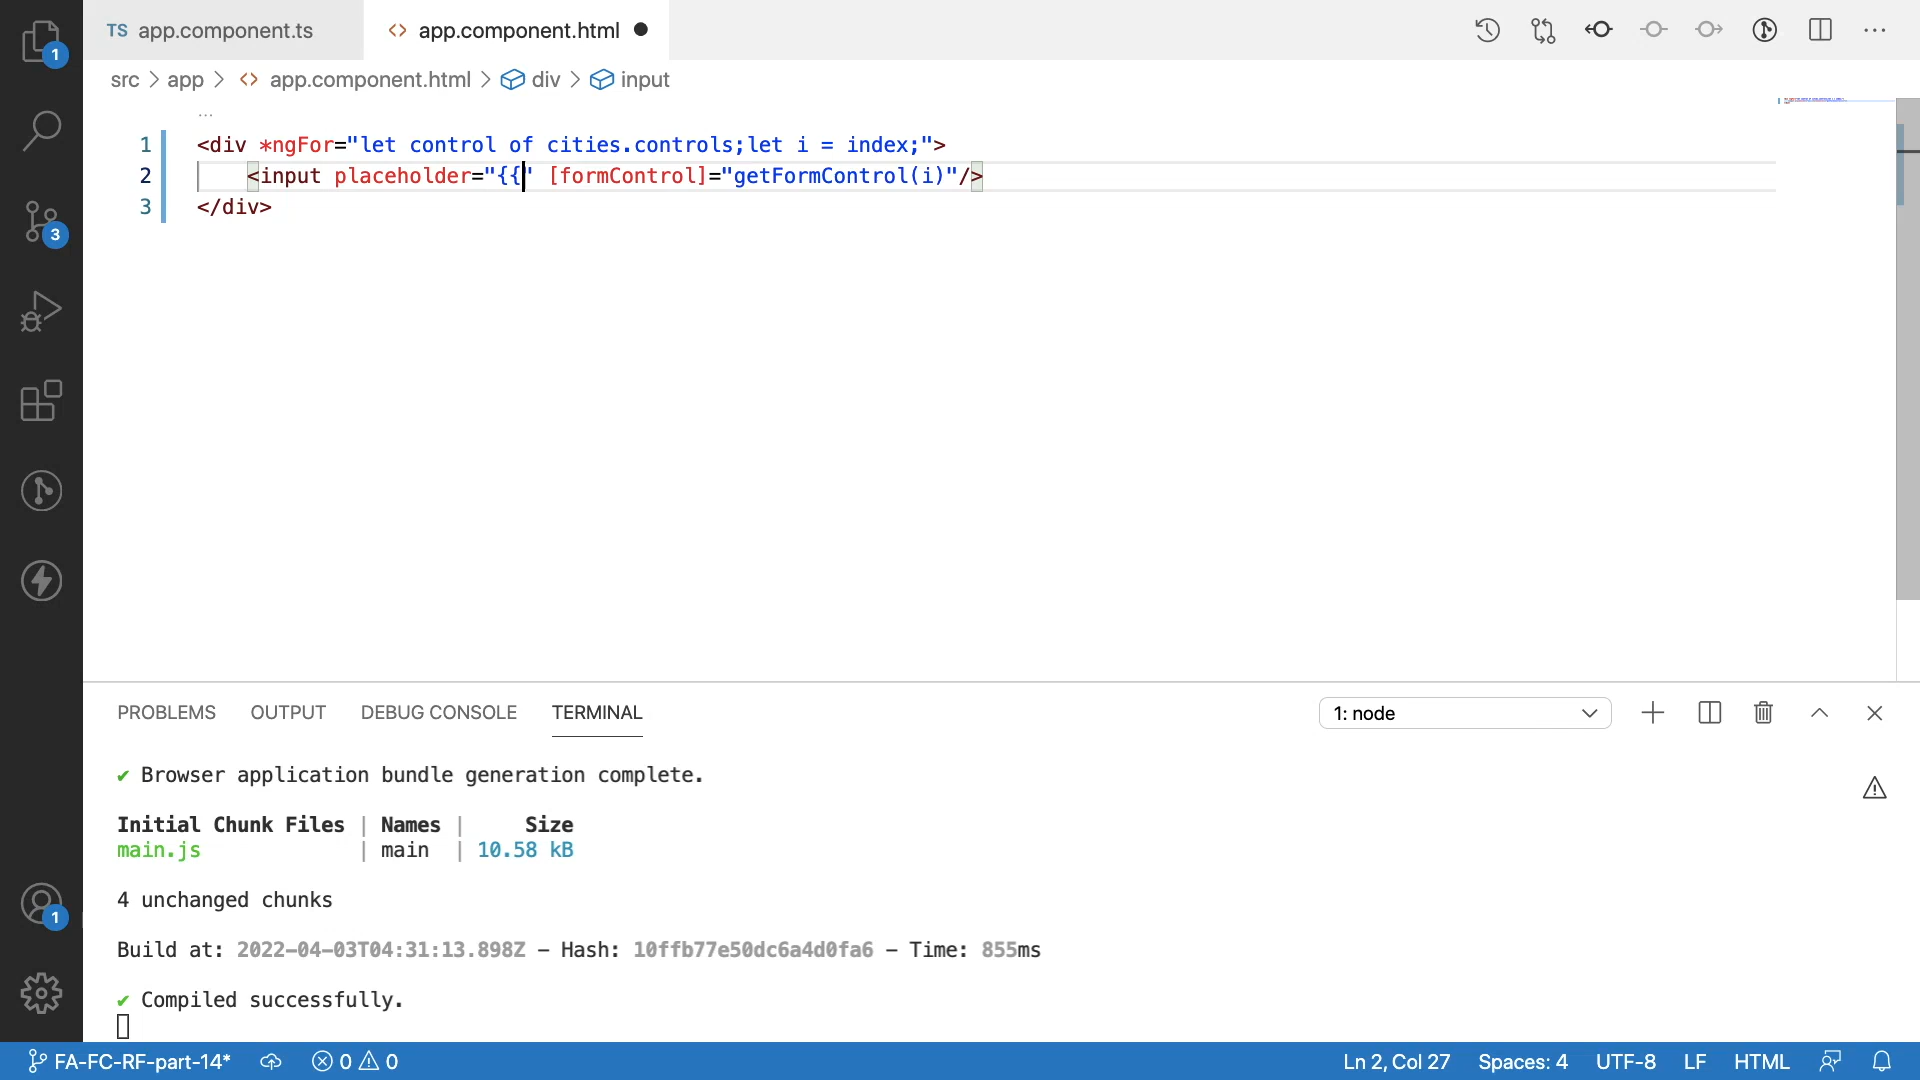 1
TS app.component.ts
<> app.component.html
src > app > <> app.component.html > div > input
...
1 <div *ngFor="let control of cities.controls;let i = index;">
2 <input placeholder="{{" [formControl]="getFormControl(i)"/>
3 </div>
3
PROBLEMS OUTPUT DEBUG CONSOLE TERMINAL 1: node
✔ Browser application bundle generation complete.
Initial Chunk Files | Names | Size
main.js | main | 10.58 kB
4 unchanged chunks
Build at: 2022-04-03T04:31:13.898Z - Hash: 10ffb77e50dc6a4d0fa6 - Time: 855ms
✔ Compiled successfully.
1
FA-FC-RF-part-14* 0 0 Ln 2, Col 27 Spaces: 4 UTF-8 LF HTML